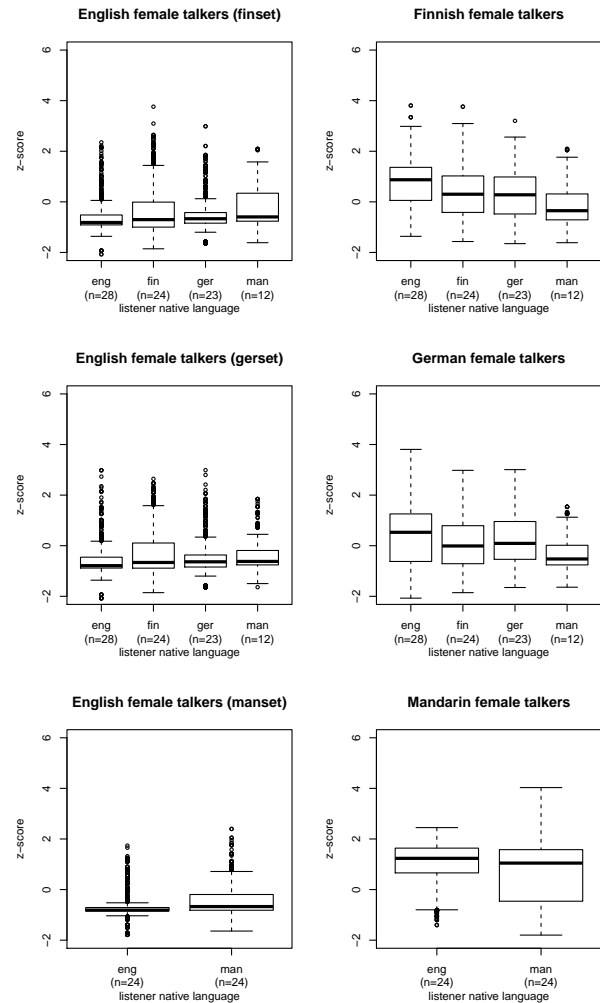 English female talkers (finset)
6
4
2
0
-2
z-score
eng fin ger man
(n=28) (n=24) (n=23) (n=12)
listener native language
Finnish female talkers
6
4
2
0
-2
z-score
eng fin ger man
(n=28) (n=24) (n=23) (n=12)
listener native language
English female talkers (gerset)
6
4
2
0
-2
z-score
eng fin ger man
(n=28) (n=24) (n=23) (n=12)
listener native language
German female talkers
6
4
2
0
-2
z-score
eng fin ger man
(n=28) (n=24) (n=23) (n=12)
listener native language
English female talkers (manset)
6
4
2
0
-2
z-score
eng man
(n=24) (n=24)
listener native language
Mandarin female talkers
6
4
2
0
-2
z-score
eng man
(n=24) (n=24)
listener native language